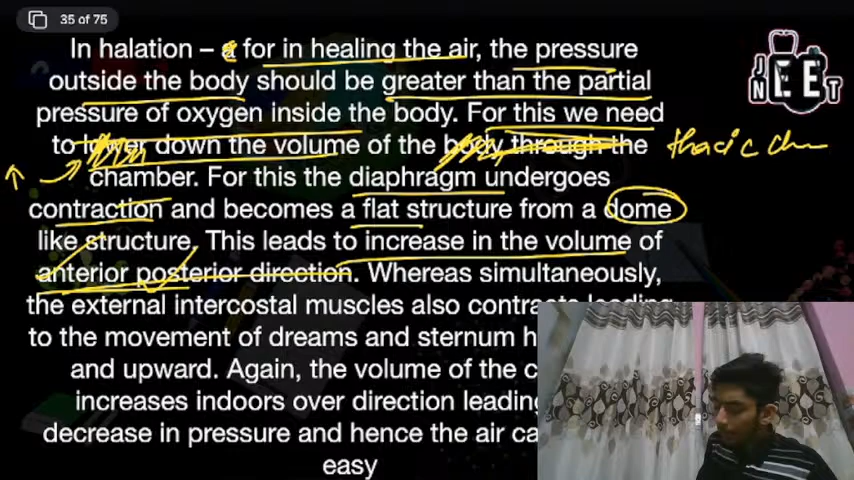 35 of 75
In halation – a for in healing the air, the pressure
outside the body should be greater than the partial
pressure of oxygen inside the body. For this we need
to lower down the volume of the body through the
chamber. For this the diaphragm undergoes
contraction and becomes a flat structure from a dome
like structure. This leads to increase in the volume of
anterior posterior direction. Whereas simultaneously,
the external intercostal muscles also contracts leading
to the movement of dreams and sternum
and upward. Again, the volume of the
increases indoors over direction
decrease in pressure and hence the air
easy
J NEET